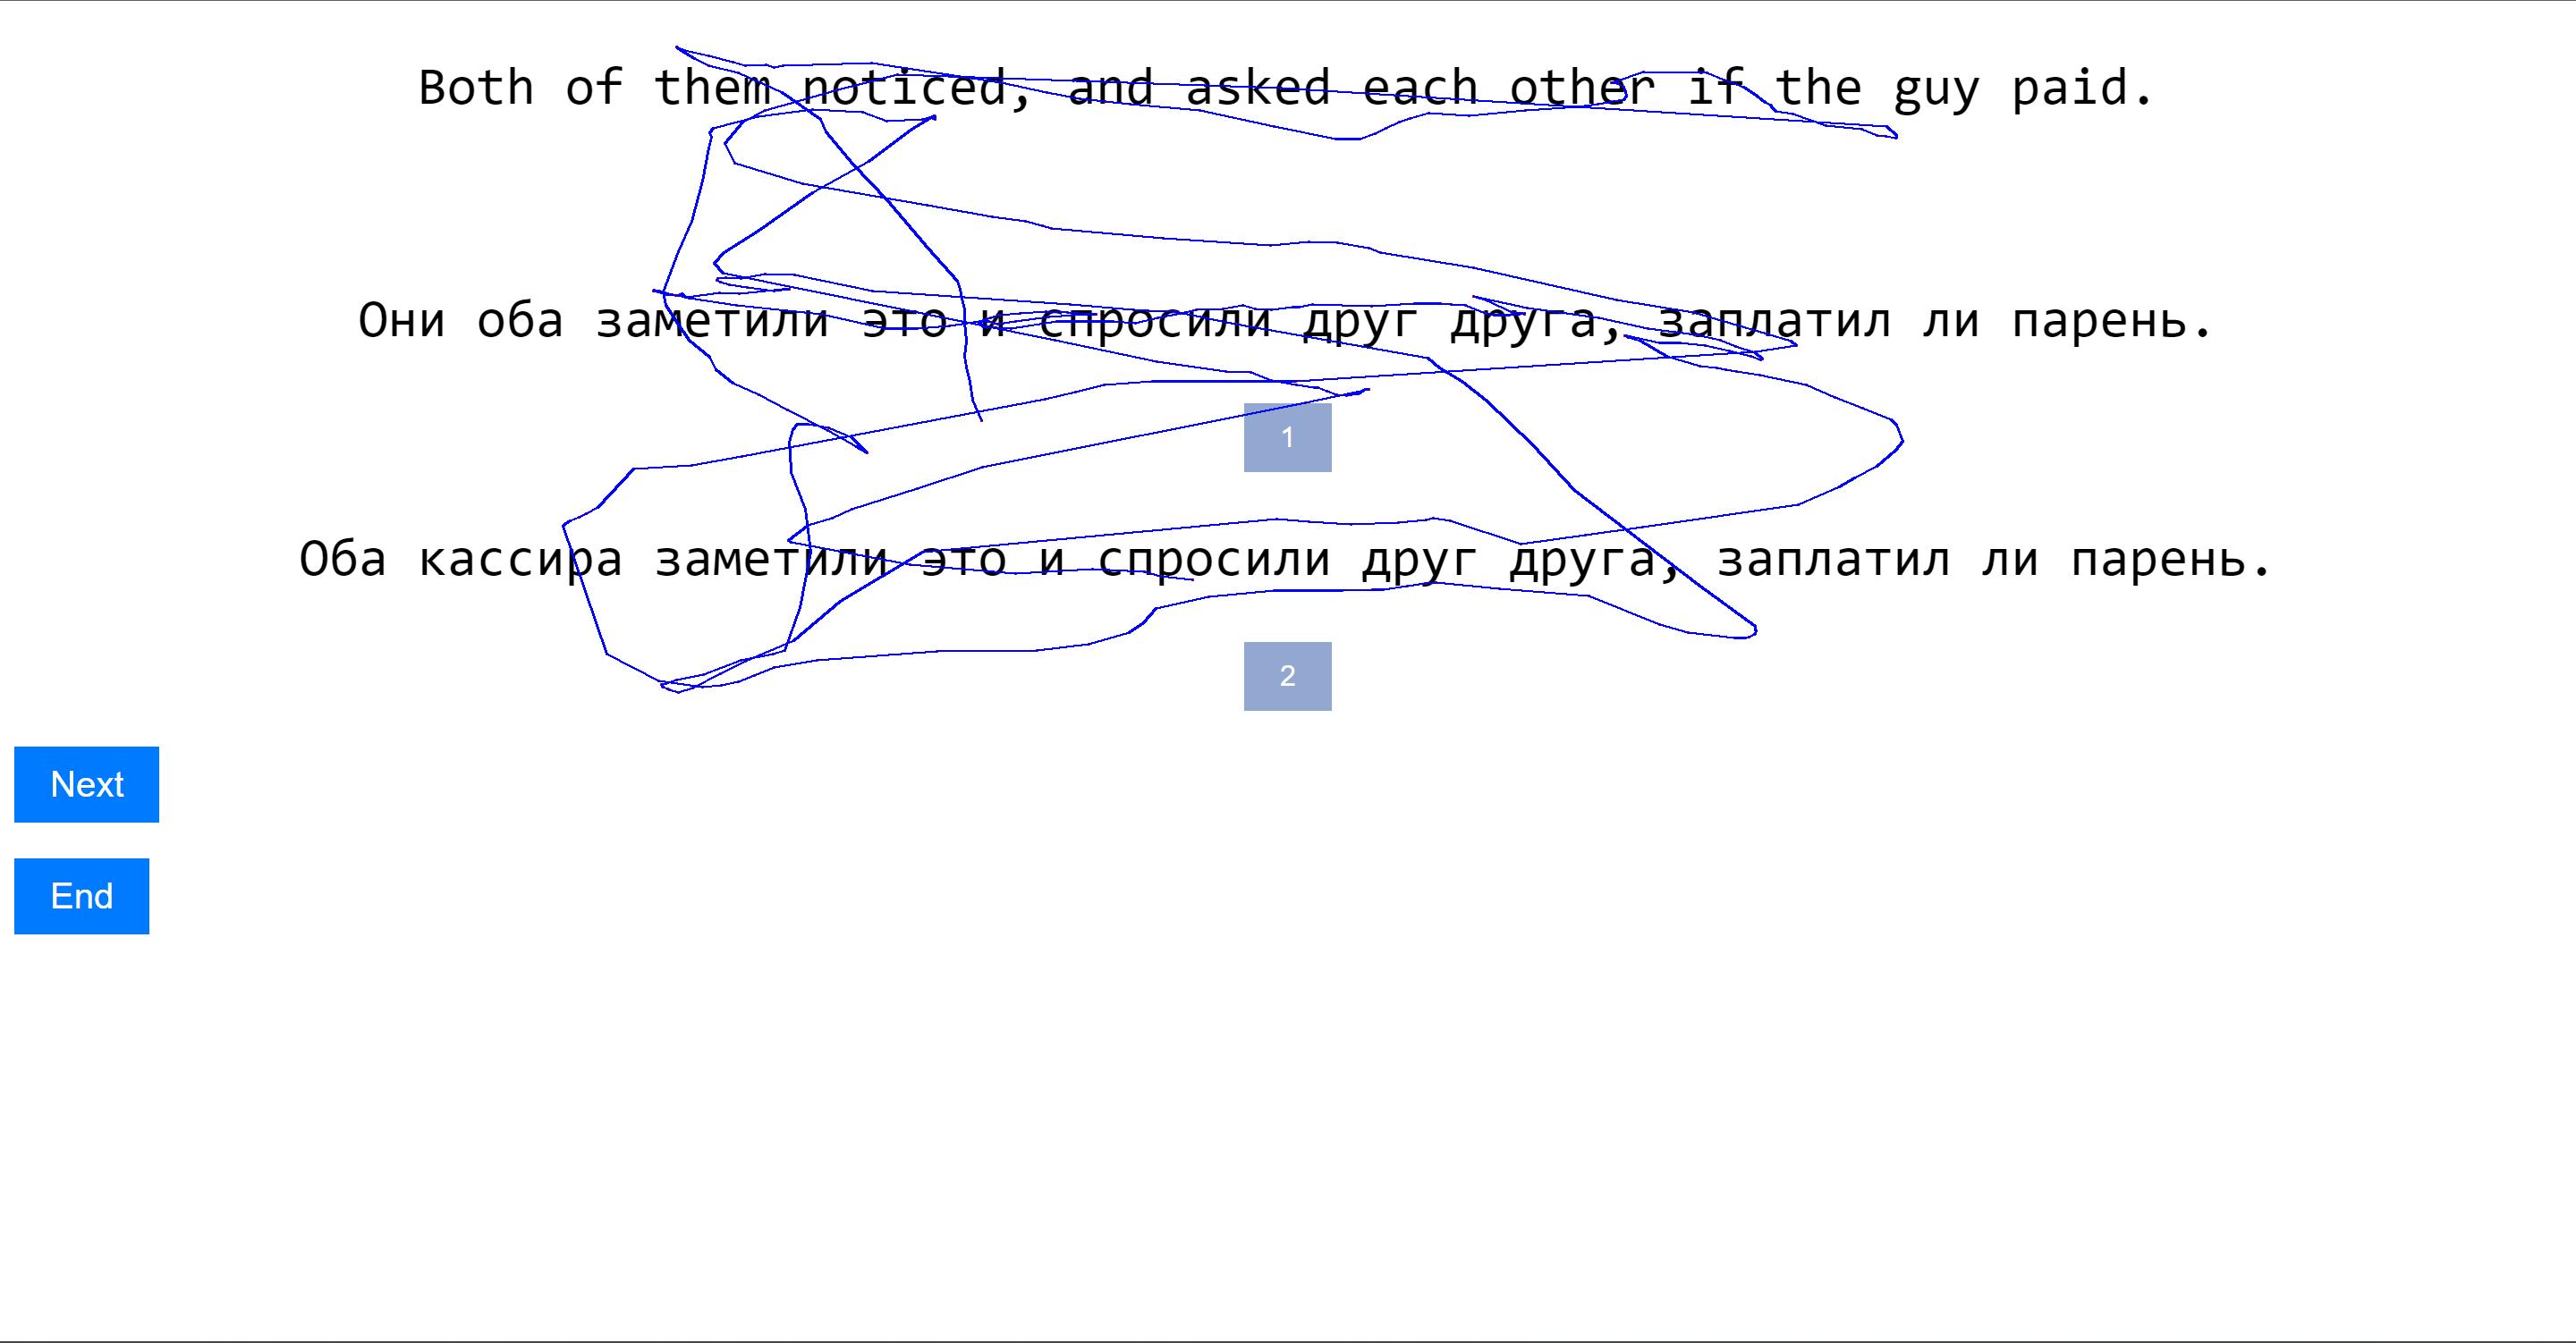 Both of them noticed, and asked each other if the guy paid.
Они оба заметили это и спросили друг друга, заплатил ли парень.
1
Оба кассира заметили это и спросили друг друга, заплатил ли парень.
2
Next
End